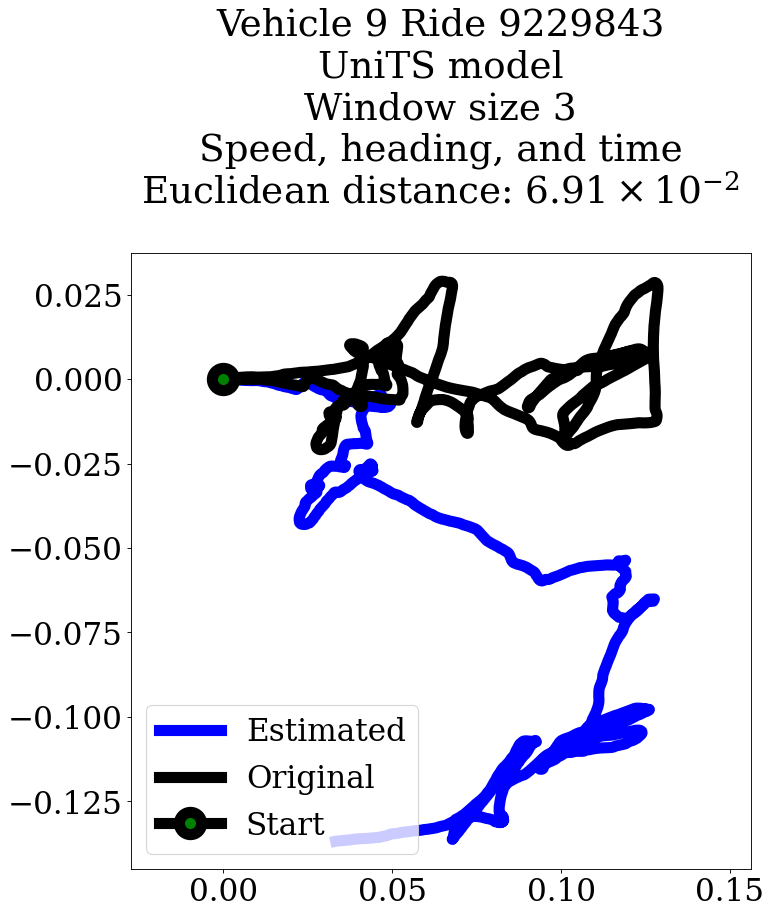 Vehicle 9 Ride 9229843
UniTS model
Window size 3
Speed, heading, and time
Euclidean distance: 6.91 × 10⁻²
0.025
0.000
−0.025
−0.050
−0.075
−0.100
−0.125
Estimated
Original
Start
0.00 0.05 0.10 0.15